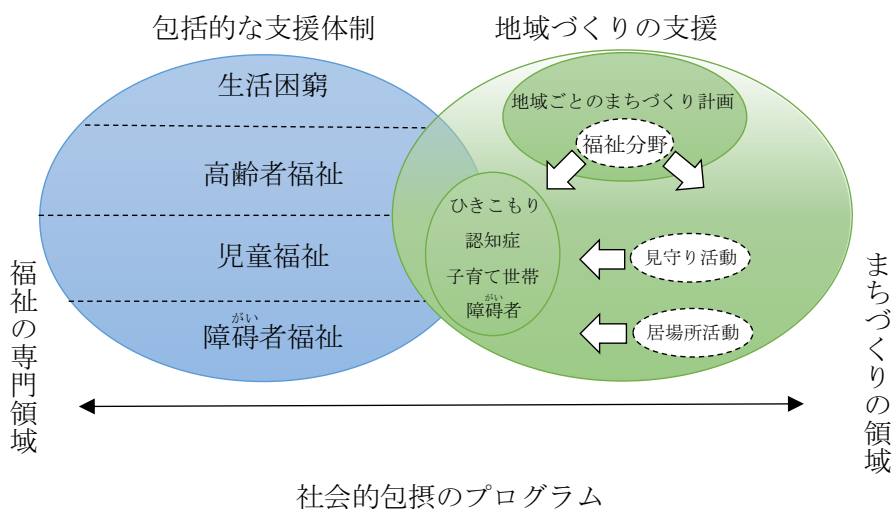 包括的な支援体制
地域づくりの支援
生活困窮
高齢者福祉
児童福祉
がい
障碍者福祉
地域ごとのまちづくり計画
福祉分野
ひきこもり
認知症
子育て世帯
がい
障碍者
見守り活動
居場所活動
福祉の専門領域
まちづくりの領域
社会的包摂のプログラム